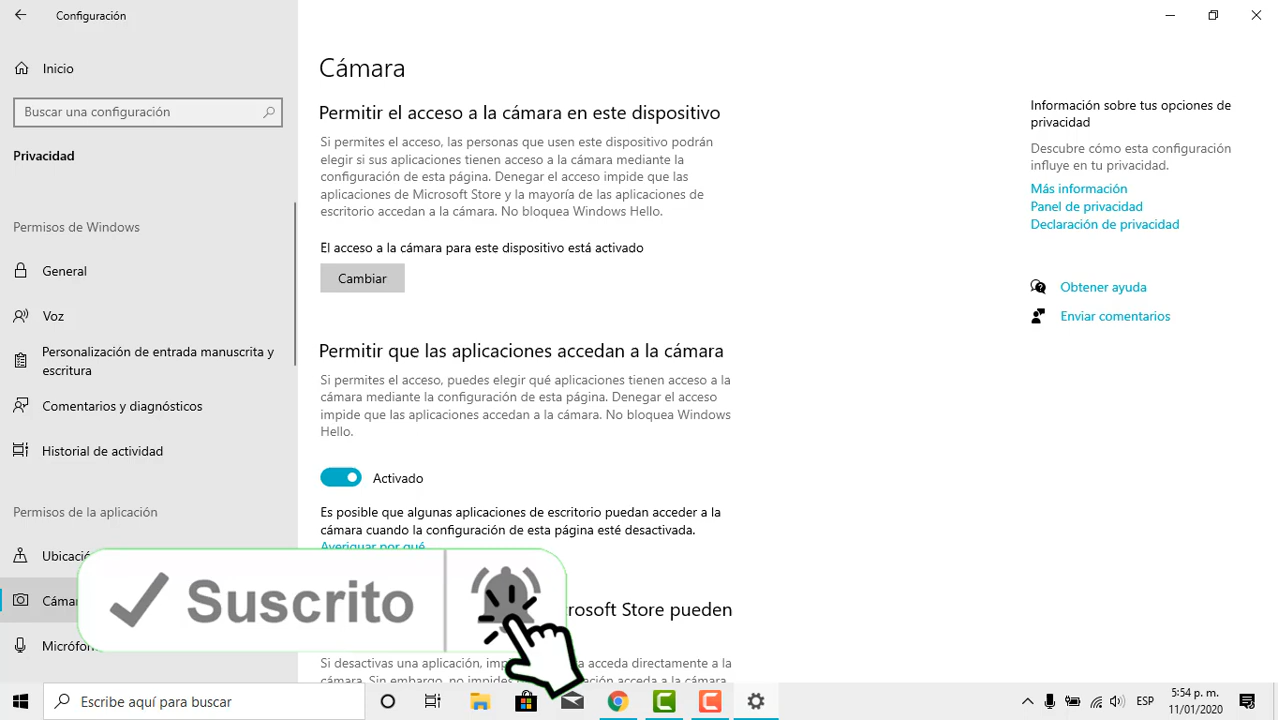 Configuración
Inicio
Buscar una configuración
Privacidad
Permisos de Windows
General
Voz
Personalización de entrada manuscrita y
escritura
Comentarios y diagnósticos
Historial de actividad
Permisos de la aplicación
Cámara
Permitir el acceso a la cámara en este dispositivo
Si permites el acceso, las personas que usen este dispositivo podrán
elegir si sus aplicaciones tienen acceso a la cámara mediante la
configuración de esta página. Denegar el acceso impide que las
aplicaciones de Microsoft Store y la mayoría de las aplicaciones de
escritorio accedan a la cámara. No bloquea Windows Hello.
El acceso a la cámara para este dispositivo está activado
Cambiar
Permitir que las aplicaciones accedan a la cámara
Si permites el acceso, puedes elegir qué aplicaciones tienen acceso a la
cámara mediante la configuración de esta página. Denegar el acceso
impide que las aplicaciones accedan a la cámara. No bloquea Windows
Hello.
Activado
Es posible que algunas aplicaciones de escritorio puedan acceder a la
cámara cuando la configuración de esta página esté desactivada.
Averiguar por qué
Store pueden
Si desactivas una aplicación, acceda directamente a la
cámara. Sin embargo, no
acceda a la cámara, tal
Información sobre tus opciones de
privacidad
Descubre cómo esta configuración
influye en tu privacidad.
Más información
Panel de privacidad
Declaración de privacidad
Obtener ayuda
Enviar comentarios
Suscrito
Escribe aquí para buscar
ESP
5:54 p. m.
11/01/2020